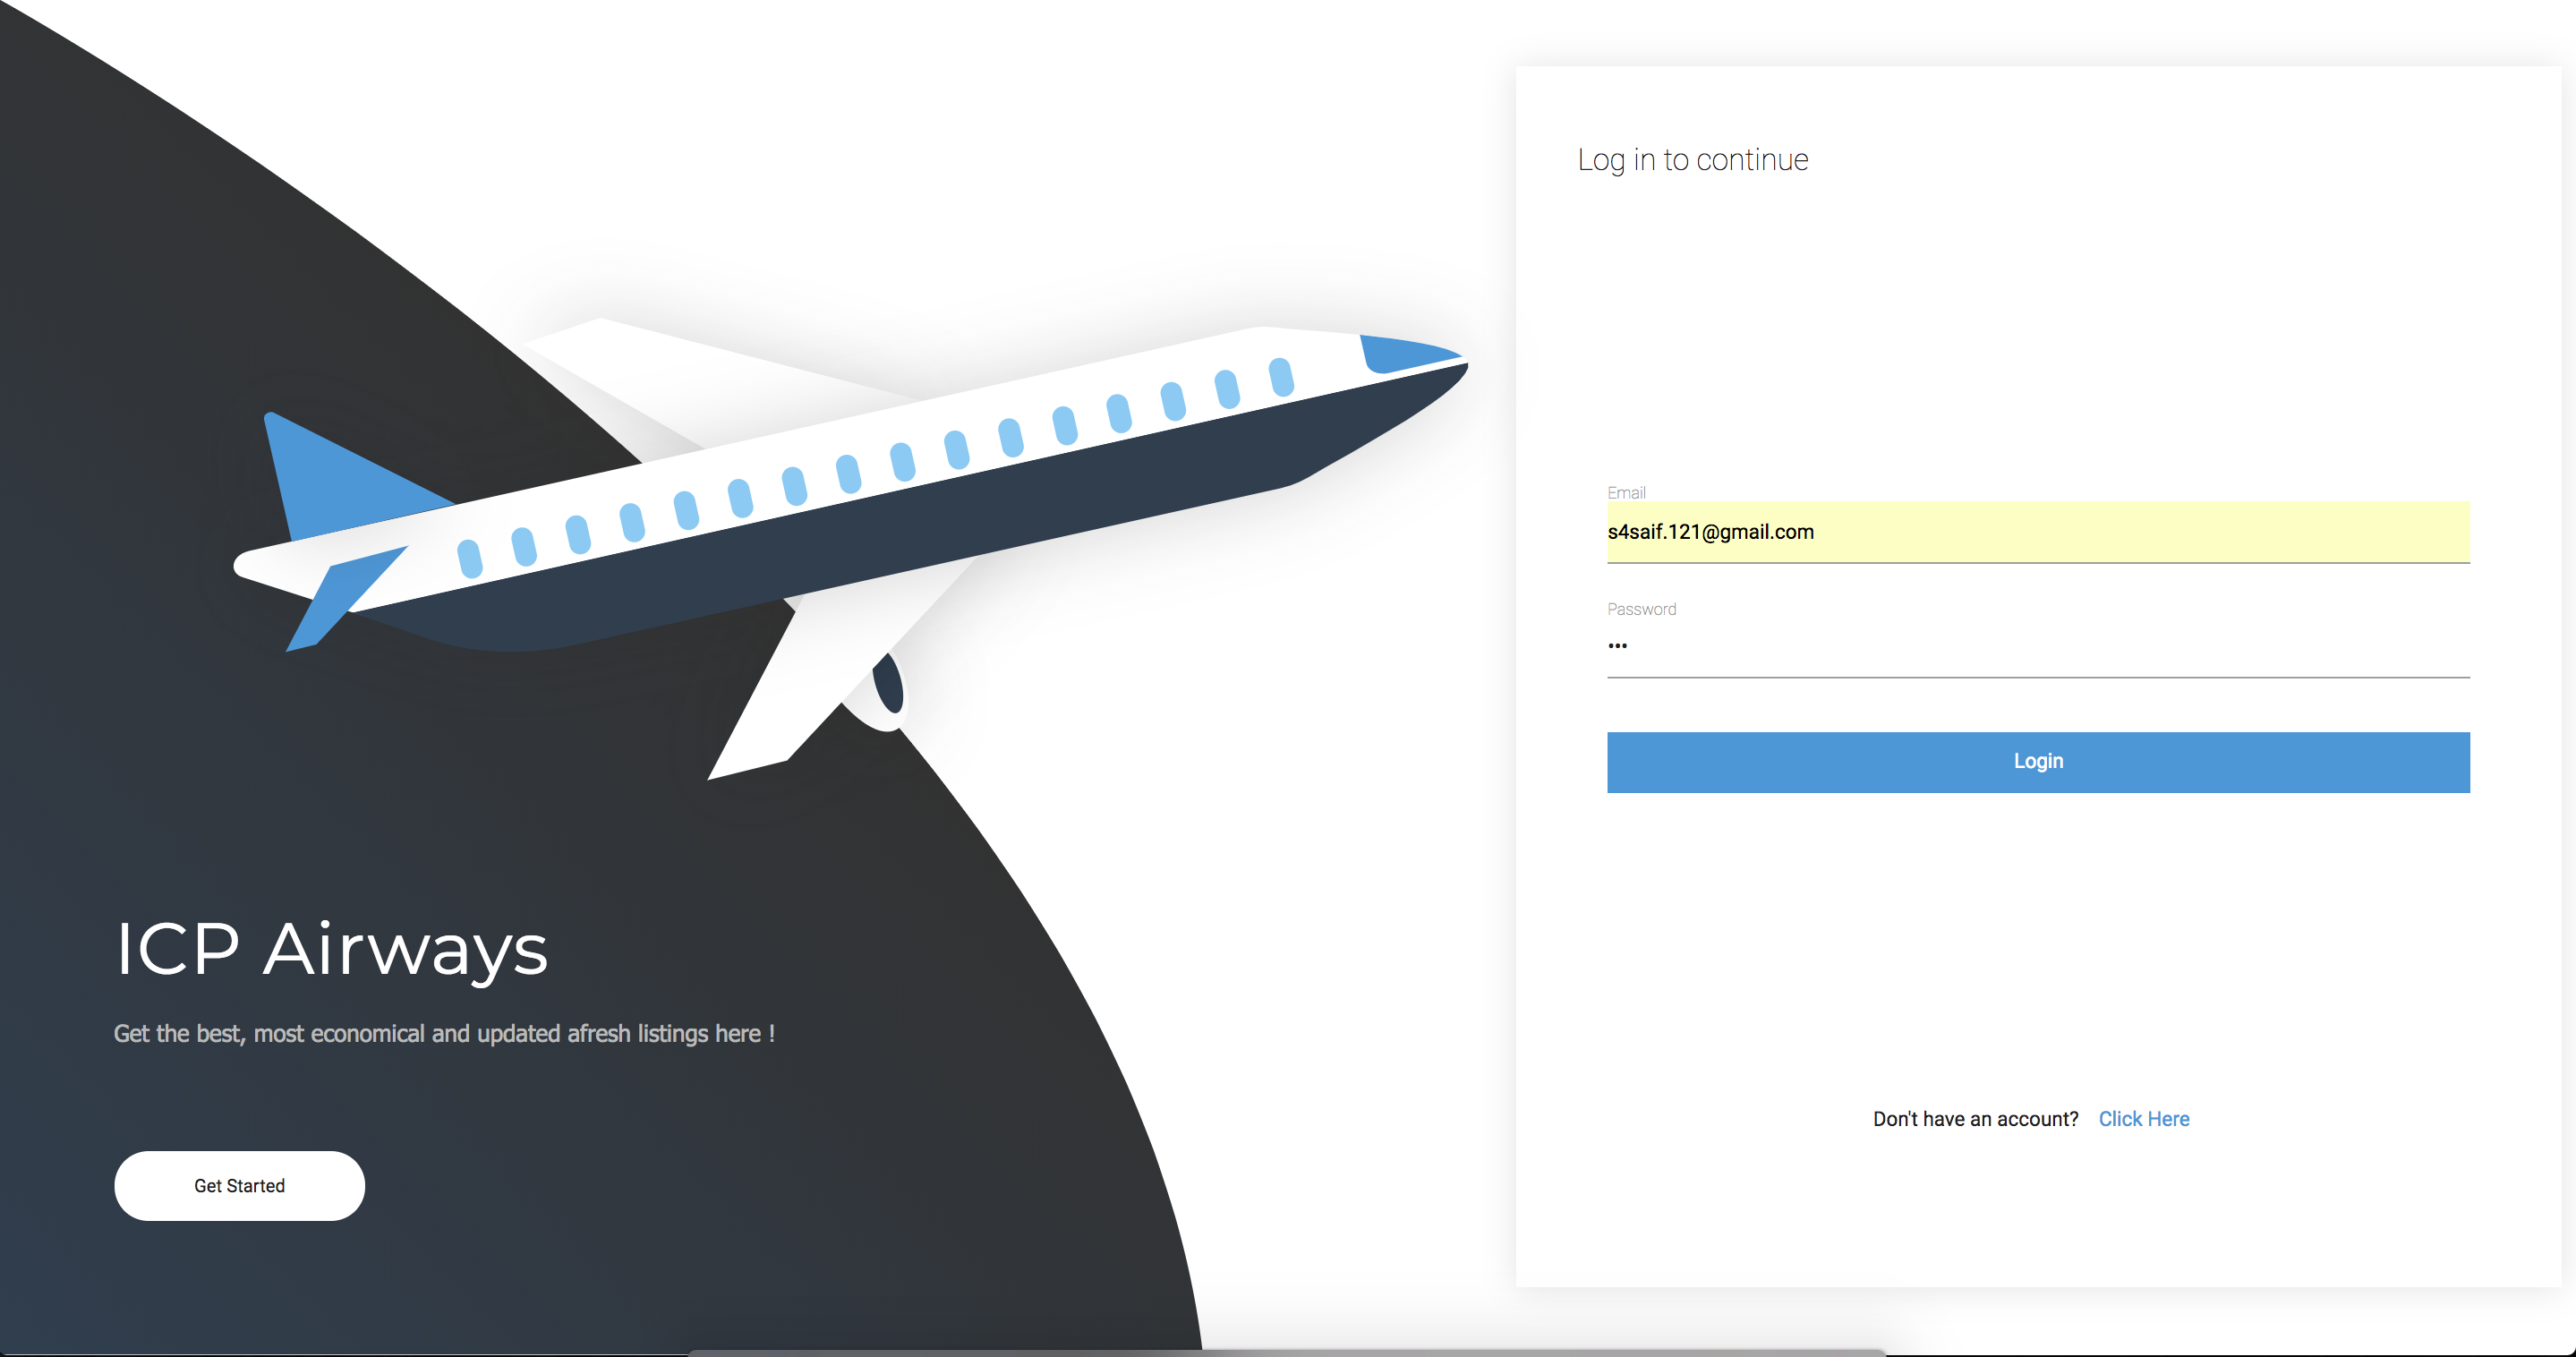 ICP Airways
Get the best, most economical and updated afresh listings here !
Get Started
Log in to continue
Email
s4saif.121@gmail.com
Password
•••
Login
Don't have an account? Click Here